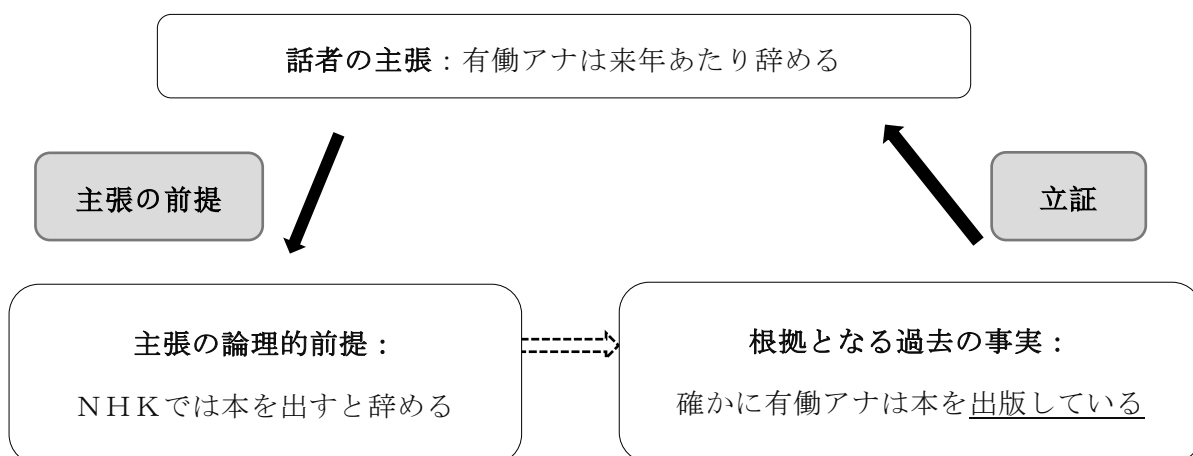 話者の主張：有働アナは来年あたり辞める
主張の前提
立証
主張の論理的前提：
ＮＨＫでは本を出すと辞める
根拠となる過去の事実：
確かに有働アナは本を出版している